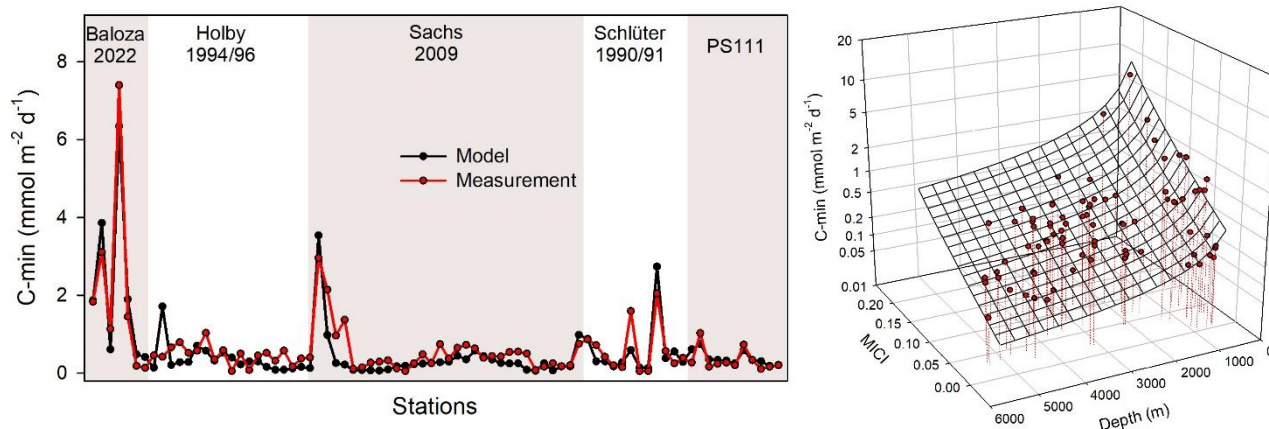 Baloza
2022
Holby
1994/96
Sachs
2009
Schlüter
1990/91
PS111
8
6
4
2
0
C-min (mmol m⁻² d⁻¹)
Model
Measurement
Stations
20
10
5
2
1
0.5
0.2
0.1
0.05
0.01
C-min (mmol m⁻² d⁻¹)
0.20
0.15
0.10
0.05
0.00
MICI
6000
5000
4000
3000
2000
1000
0
Depth (m)